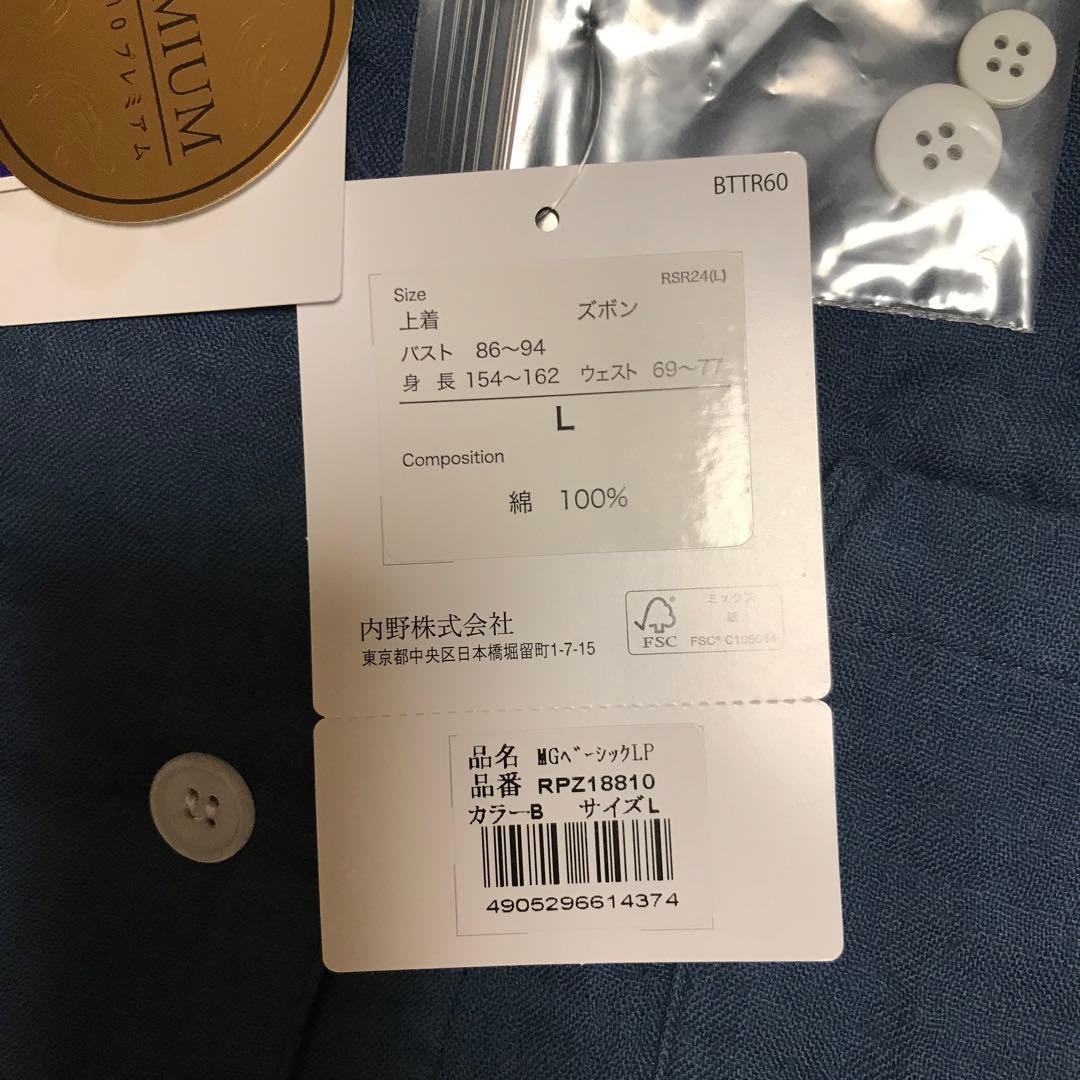 MIUM
プレミアム
BTTR60
RSR24(L)
Size
上着 ズボン
バスト 86〜94
身 長 154〜162 ウェスト 69〜77
L
Composition
綿 100%
内野株式会社
東京都中央区日本橋堀留町1-7-15
FSC
ミックス
紙
FSC® C105044
品名 MGベーシックLP
品番 RPZ18810
カラーB サイズL
4905296614374